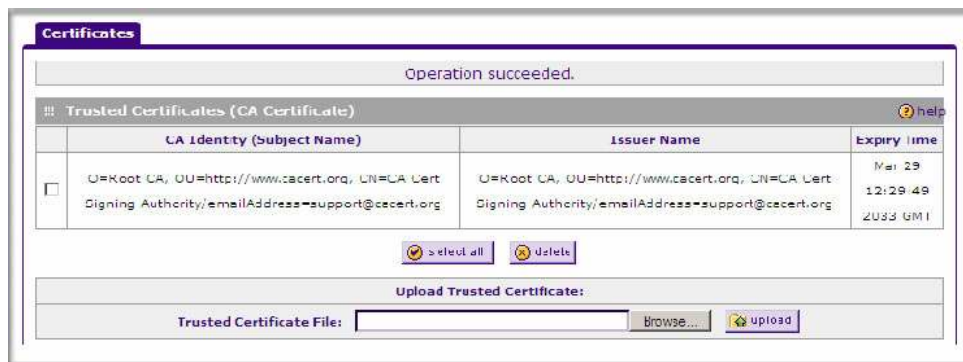 Certificates
Operation succeeded.
Trusted Certificates (CA Certificate)
help
CA Identity (Subject Name)
Issuer Name
Expiry Time
O=Root CA, OU=http://www.cacert.org, CN=CA Cert
Signing Authority/emailAddress=support@cacert.org
O=Root CA, OU=http://www.cacert.org, CN=CA Cert
Signing Authority/emailAddress=support@cacert.org
Mar 29
12:29:49
2033 GMT
select all
delete
Upload Trusted Certificate:
Trusted Certificate File:
Browse...
upload